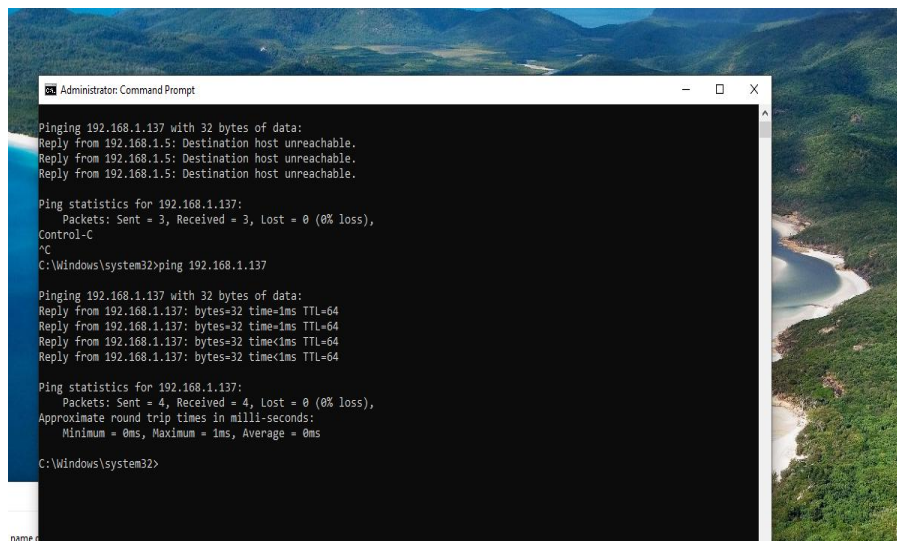 Administrator: Command Prompt
Pinging 192.168.1.137 with 32 bytes of data:
Reply from 192.168.1.5: Destination host unreachable.
Reply from 192.168.1.5: Destination host unreachable.
Reply from 192.168.1.5: Destination host unreachable.
Ping statistics for 192.168.1.137:
Packets: Sent = 3, Received = 3, Lost = 0 (0% loss),
Control-C
^C
C:\Windows\system32>ping 192.168.1.137
Pinging 192.168.1.137 with 32 bytes of data:
Reply from 192.168.1.137: bytes=32 time=1ms TTL=64
Reply from 192.168.1.137: bytes=32 time=1ms TTL=64
Reply from 192.168.1.137: bytes=32 time<1ms TTL=64
Reply from 192.168.1.137: bytes=32 time<1ms TTL=64
Ping statistics for 192.168.1.137:
Packets: Sent = 4, Received = 4, Lost = 0 (0% loss),
Approximate round trip times in milli-seconds:
Minimum = 0ms, Maximum = 1ms, Average = 0ms
C:\Windows\system32>
name